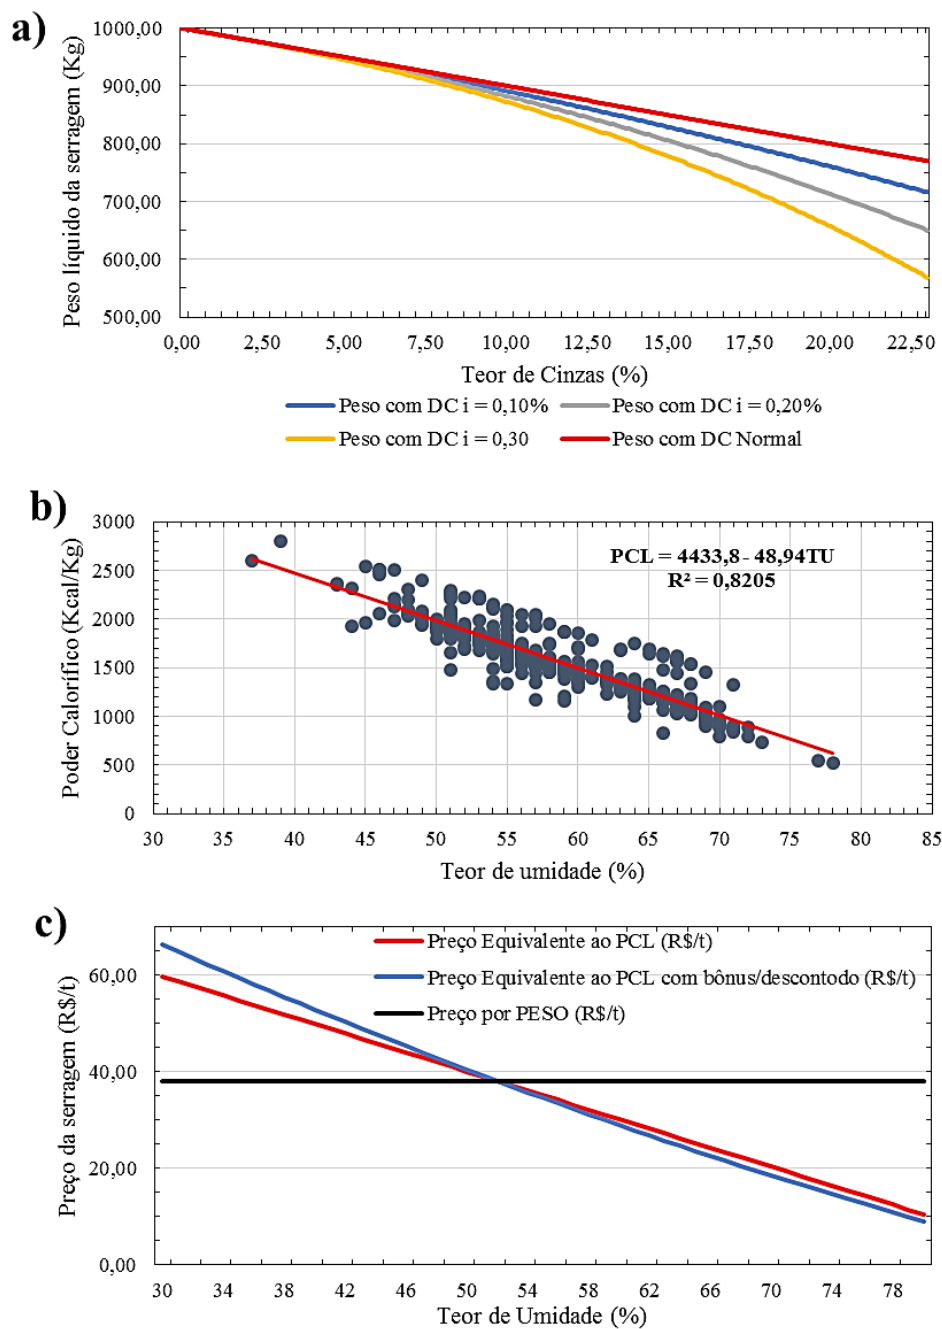 a)
Peso líquido da serragem (Kg)
1000,00
900,00
800,00
700,00
600,00
500,00
0,00 2,50 5,00 7,50 10,00 12,50 15,00 17,50 20,00 22,50
Teor de Cinzas (%)
Peso com DC i = 0,10% Peso com DC i = 0,20%
Peso com DC i = 0,30 Peso com DC Normal
b)
Poder Calorífico (Kcal/Kg)
3000
2500
2000
1500
1000
500
0
PCL = 4433,8 - 48,94TU
R² = 0,8205
30 35 40 45 50 55 60 65 70 75 80 85
Teor de umidade (%)
c)
Preço da serragem (R$/t)
60,00
40,00
20,00
0,00
Preço Equivalente ao PCL (R$/t)
Preço Equivalente ao PCL com bônus/descontodo (R$/t)
Preço por PESO (R$/t)
30 34 38 42 46 50 54 58 62 66 70 74 78
Teor de Umidade (%)